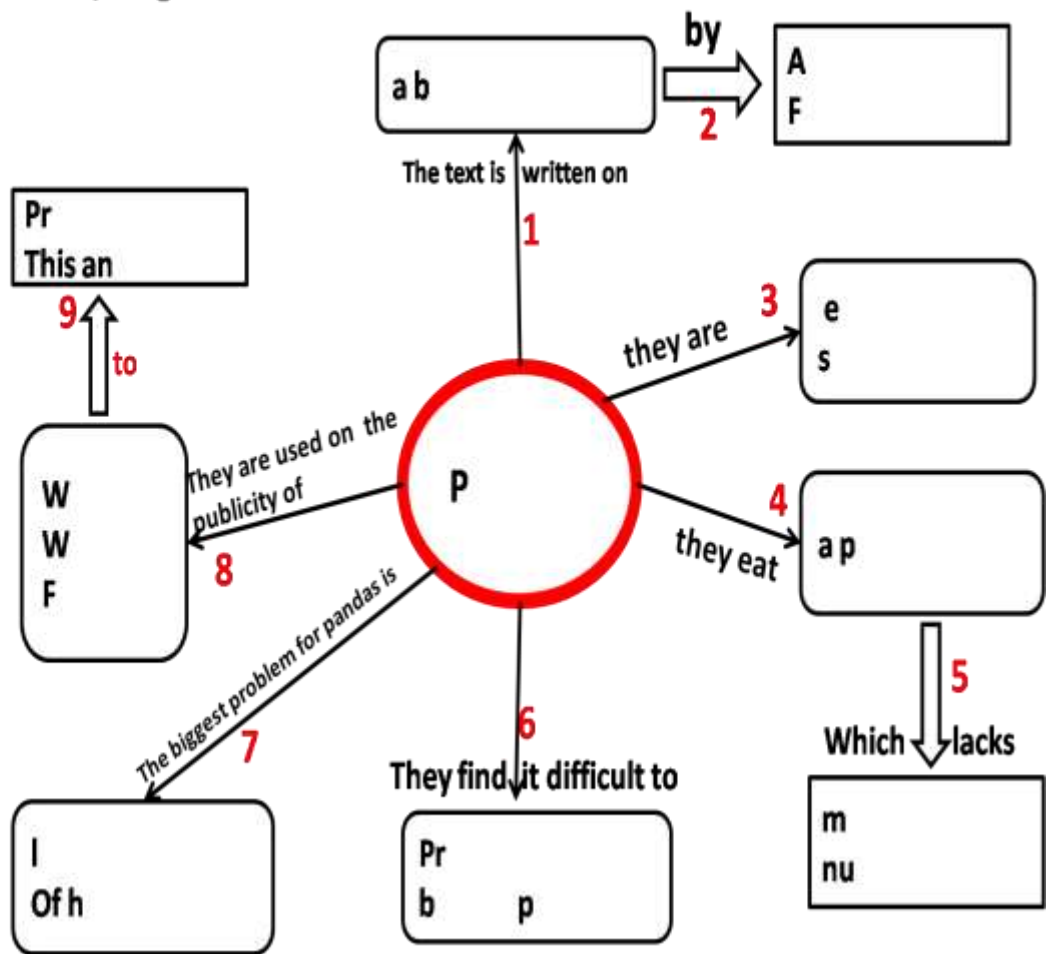 by
a b
2
A
F
The text is written on
1
Pr
This an
9
to
3
they are
e
s
They are used on the
publicity of
8
W
W
F
P
4
they eat
a p
5
Which lacks
m
nu
The biggest problem for pandas is
7
6
They find it difficult to
l
Of h
Pr
b p